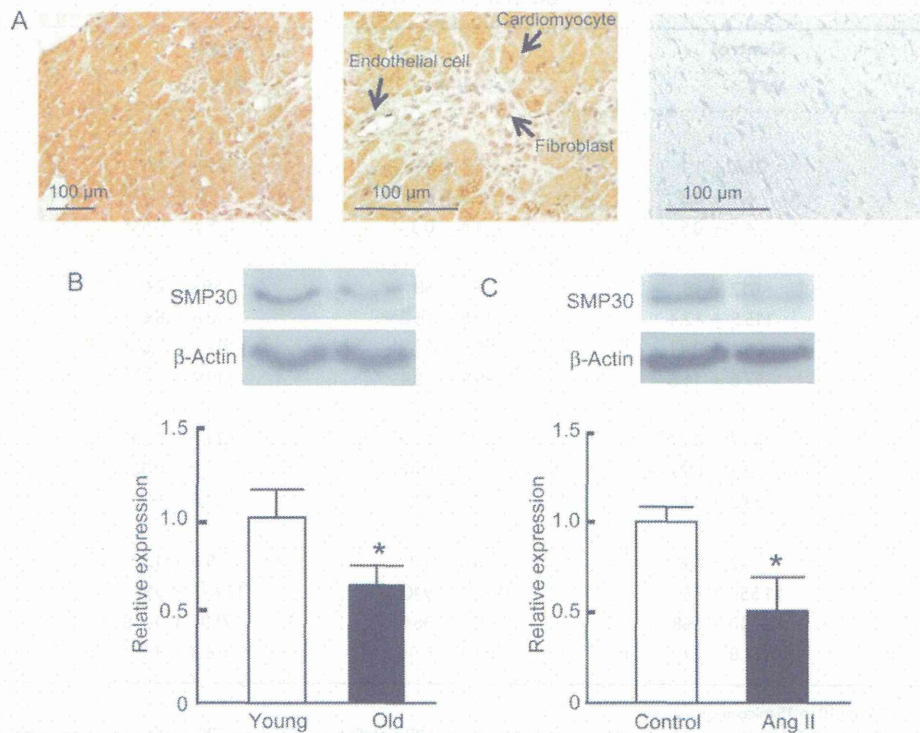 A
Cardiomyocyte
Endothelial cell
Fibroblast
100 μm
100 μm
100 μm
B
SMP30
β-Actin
1.5
1.0
0.5
0
Relative expression
*
Young
Old
C
SMP30
β-Actin
1.5
1.0
0.5
0
Relative expression
*
Control
Ang II